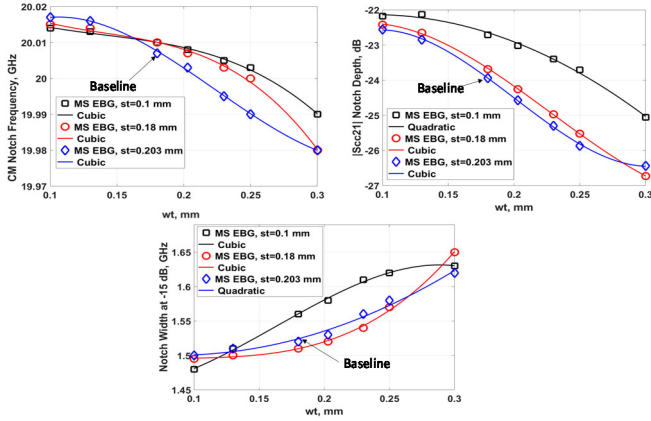 20.02
20.01
20
19.99
19.98
19.97
CM Notch Frequency, GHz
Baseline
MS EBG, st=0.1 mm
Cubic
MS EBG, st=0.18 mm
Cubic
MS EBG, st=0.203 mm
Cubic
0.1 0.15 0.2 0.25 0.3
wt, mm
-22
-23
-24
-25
-26
-27
|Scc21| Notch Depth, dB
Baseline
MS EBG, st=0.1 mm
Quadratic
MS EBG, st=0.18 mm
Cubic
MS EBG, st=0.203 mm
Cubic
0.1 0.15 0.2 0.25 0.3
wt, mm
1.65
1.6
1.55
1.5
1.45
Notch Width at -15 dB, GHz
MS EBG, st=0.1 mm
Cubic
MS EBG, st=0.18 mm
Cubic
MS EBG, st=0.203 mm
Quadratic
Baseline
0.1 0.15 0.2 0.25 0.3
wt, mm